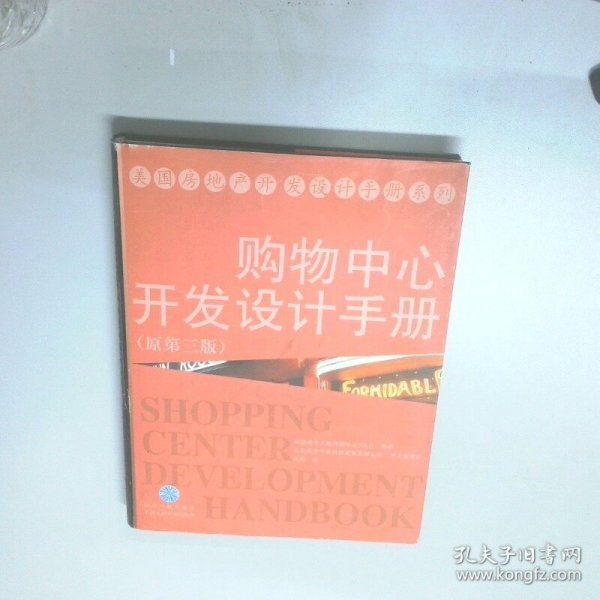 美国房地产开发设计手册系列
购物中心
开发设计手册
(原第三版)
ROUG
FORMIDABLE
SHOPPING
CENTER
DEVELOPMENT
HANDBOOK
孔夫子旧书网
www.kongfz.com